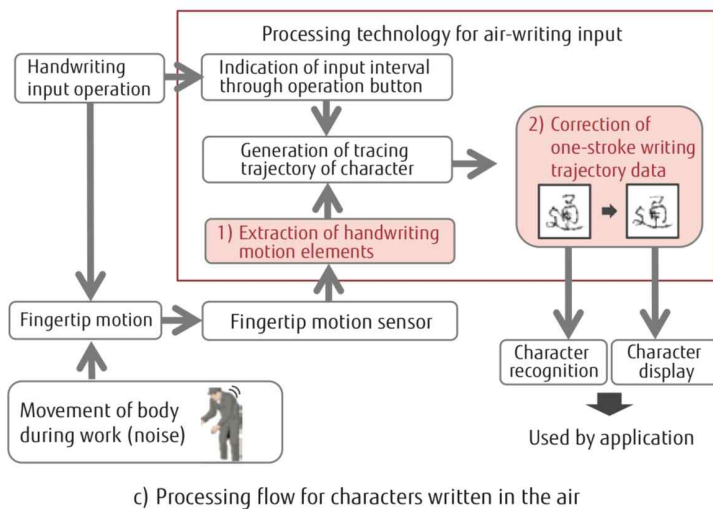 Processing technology for air-writing input
Handwriting
input operation
Indication of input interval
through operation button
Generation of tracing
trajectory of character
2) Correction of
one-stroke writing
trajectory data
1) Extraction of handwriting
motion elements
Fingertip motion
Fingertip motion sensor
Movement of body
during work (noise)
Character
recognition
Character
display
Used by application
c) Processing flow for characters written in the air